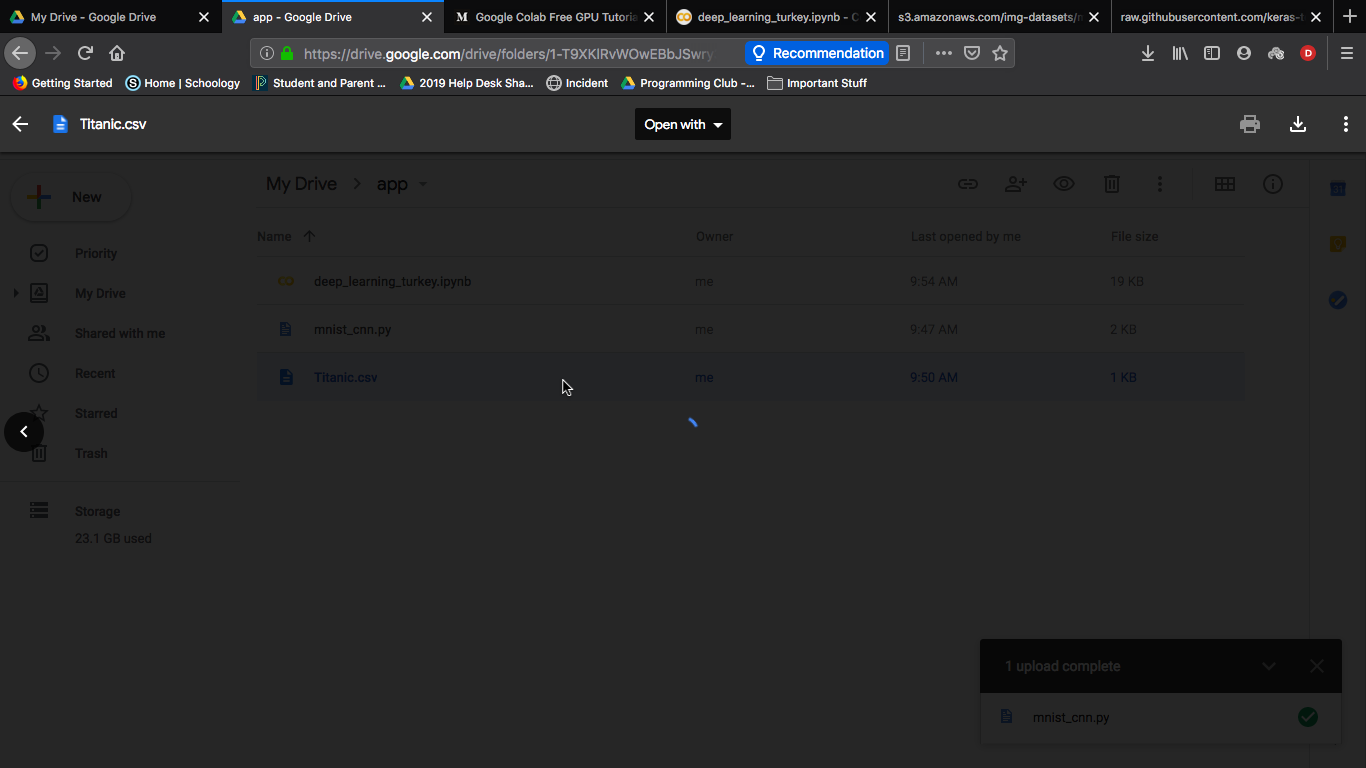 My Drive - Google Drive
app - Google Drive
Google Colab Free GPU Tutoria
deep_learning_turkey.ipynb - C
s3.amazonaws.com/img-datasets/
raw.githubusercontent.com/keras-
https://drive.google.com/drive/folders/1-T9XKlRvWOwEBbJSwry
Recommendation
Getting Started
Home | Schoology
Student and Parent ...
2019 Help Desk Sha...
Incident
Programming Club -...
Important Stuff
Titanic.csv
Open with
New
My Drive > app
Name
Owner
Last opened by me
File size
Priority
My Drive
Shared with me
Recent
Starred
Trash
Storage
23.1 GB used
deep_learning_turkey.ipynb me 9:54 AM 19 KB
mnist_cnn.py me 9:47 AM 2 KB
Titanic.csv me 9:50 AM 1 KB
1 upload complete
mnist_cnn.py